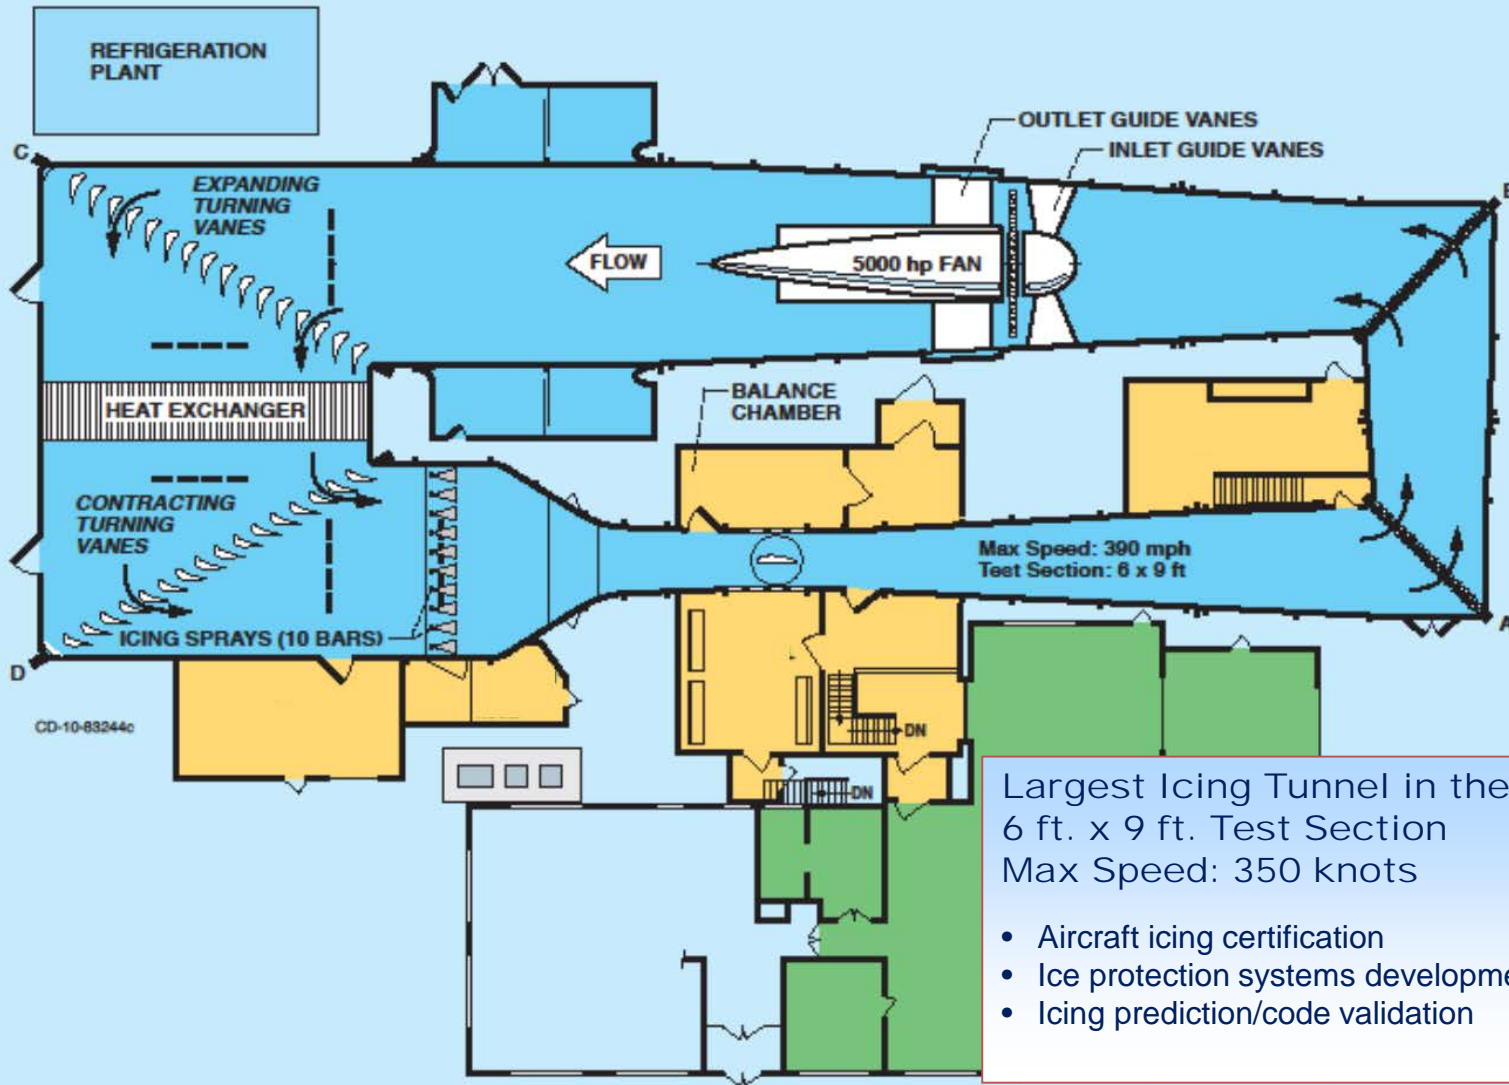 REFRIGERATION
PLANT
OUTLET GUIDE VANES
INLET GUIDE VANES
C
EXPANDING
TURNING
VANES
FLOW
5000 hp FAN
HEAT EXCHANGER
BALANCE
CHAMBER
CONTRACTING
TURNING
VANES
Max Speed: 390 mph
Test Section: 6 x 9 ft
ICING SPRAYS (10 BARS)
A
D
CD-10-83244c
DN
DN
Largest Icing Tunnel in the
6 ft. x 9 ft. Test Section
Max Speed: 350 knots
• Aircraft icing certification
• Ice protection systems
• Icing prediction/code validation